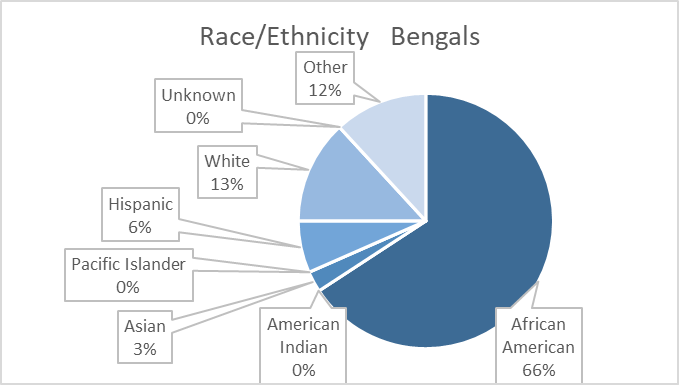 Race/Ethnicity Bengals
Other
12%
Unknown
0%
White
13%
Hispanic
6%
Pacific Islander
0%
Asian
3%
American
Indian
0%
African
American
66%